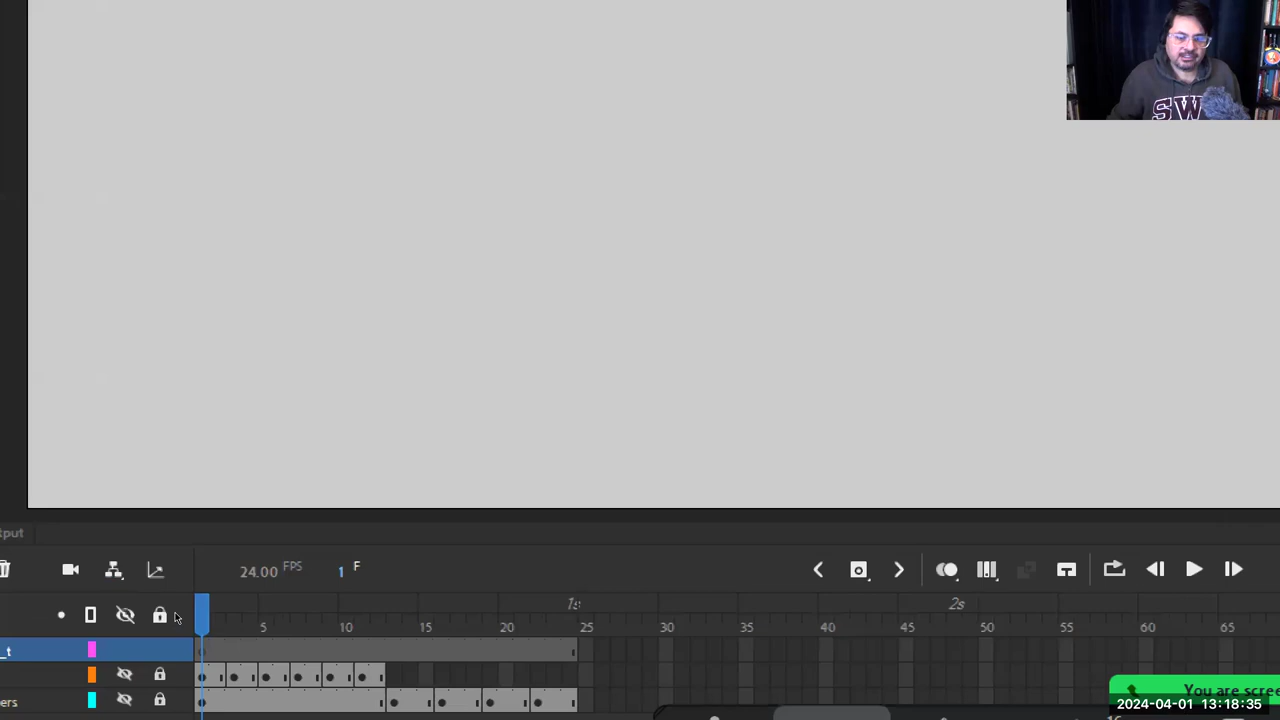 SW
tput
24.00 FPS 1 F
1s 2s
5 10 15 20 25 30 35 40 45 50 55 60 65
_t
ers
You are scree
2024-04-01 13:18:35